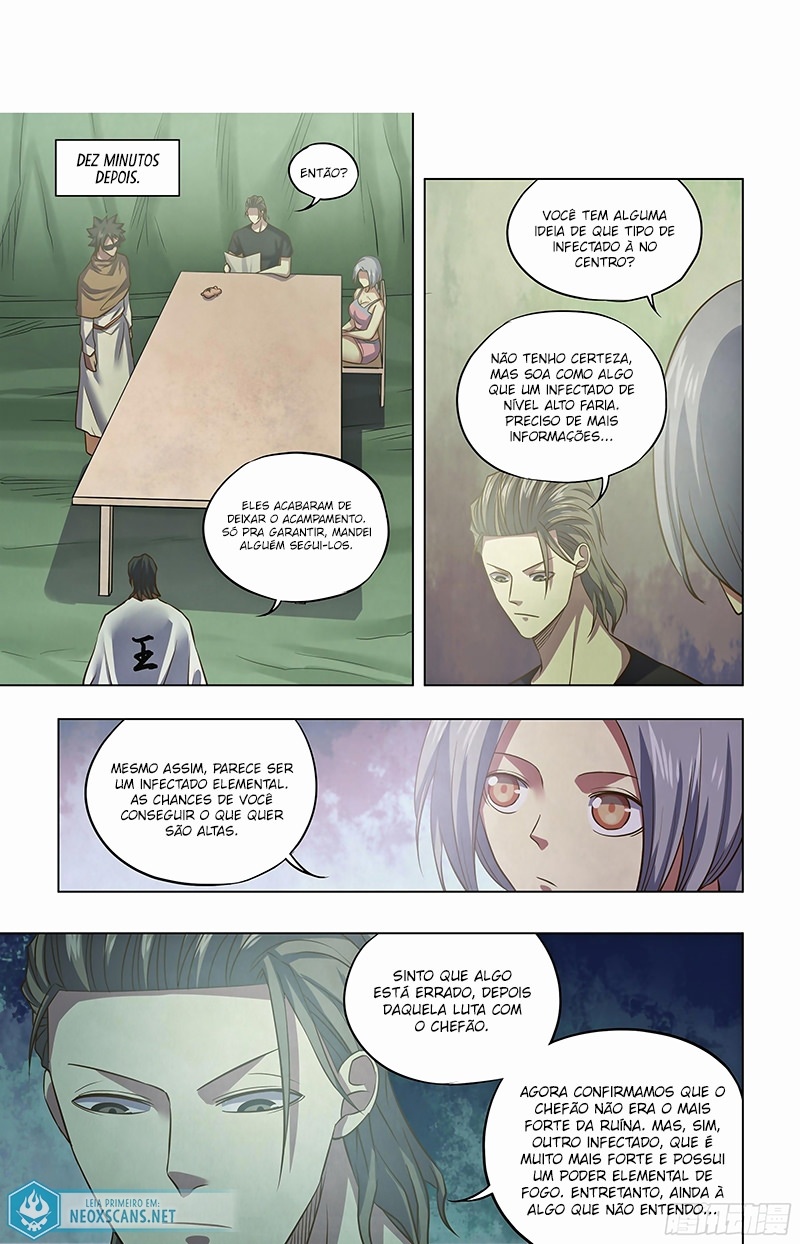 DEZ MINUTOS
DEPOIS.
ENTÃO?
ELES ACABARAM DE
DEIXAR O ACAMPAMENTO.
SÓ PRA GARANTIR, MANDEI
ALGUÉM SEGUI-LOS.
王
VOCÊ TEM ALGUMA
IDEIA DE QUE TIPO DE
INFECTADO À NO
CENTRO?
NÃO TENHO CERTEZA,
MAS SOA COMO ALGO
QUE UM INFECTADO DE
NÍVEL ALTO FARIA.
PRECISO DE MAIS
INFORMAÇÕES...
MESMO ASSIM, PARECE SER
UM INFECTADO ELEMENTAL.
AS CHANCES DE VOCÊ
CONSEGUIR O QUE QUER
SÃO ALTAS.
SINTO QUE ALGO
ESTÁ ERRADO, DEPOIS
DAQUELA LUTA COM
O CHEFÃO.
AGORA CONFIRMAMOS QUE O
CHEFÃO NÃO ERA O MAIS
FORTE DA RUÍNA. MAS, SIM,
OUTRO INFECTADO, QUE É
MUITO MAIS FORTE E POSSUI
UM PODER ELEMENTAL DE
FOGO. ENTRETANTO, AINDA À
ALGO QUE NÃO ENTENDO...
LEIA PRIMEIRO EM:
NEOXSCANS.NET
腾讯动漫